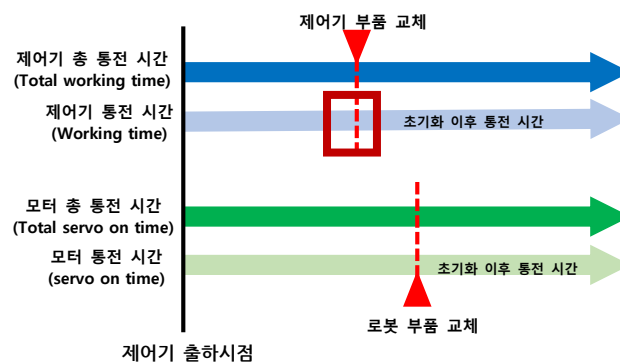 제어기 부품 교체
제어기 총 통전 시간
(Total working time)
제어기 통전 시간
(Working time)
초기화 이후 통전 시간
모터 총 통전 시간
(Total servo on time)
모터 통전 시간
(servo on time)
초기화 이후 통전 시간
로봇 부품 교체
제어기 출하시점